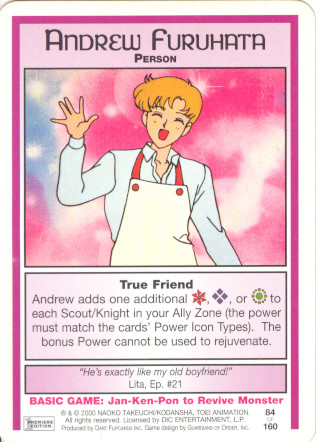 ANDREW FURUHATA
PERSON
True Friend
Andrew adds one additional , , or to
each Scout/Knight in your Ally Zone (the power
must match the cards' Power Icon Types). The
bonus Power cannot be used to rejuvenate.
"He's exactly like my old boyfriend!"
Lita, Ep. #21
BASIC GAME: Jan-Ken-Pon to Revive Monster
PREMIERE
EDITION
© & © 2000 NAOKO TAKEUCHI/KODANSHA, TOEI ANIMATION.
All rights reserved. Licensed by DIC ENTERTAINMENT, L.P.
Produced by DART FLIPCARDS INC. Game design by GUARDIANS OF ORDER, INC.
84
OF
160